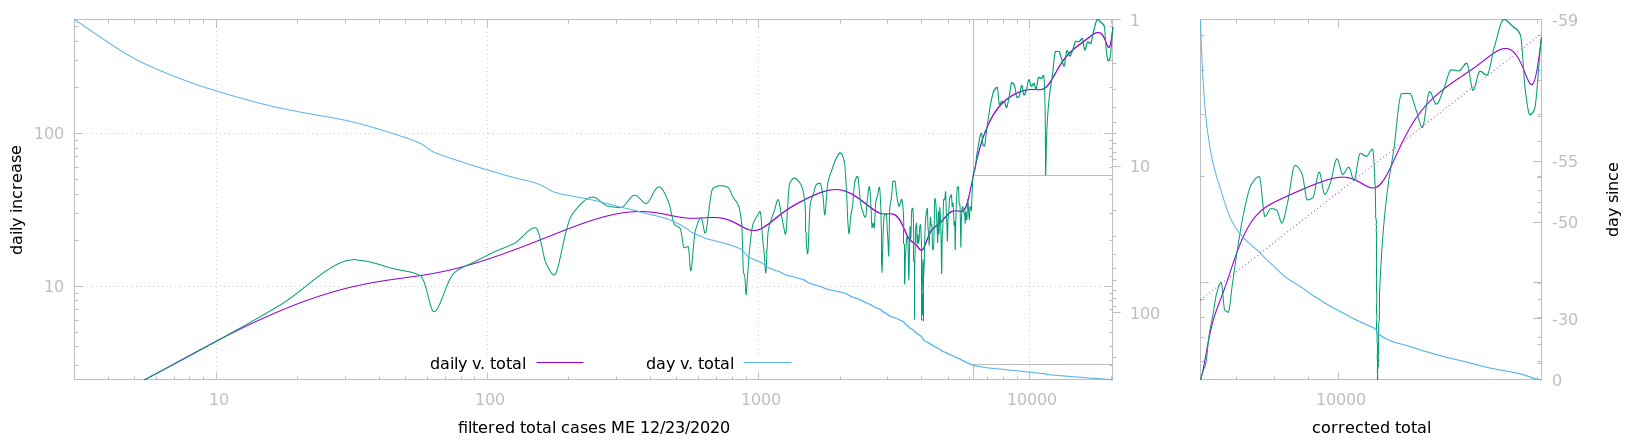 1
-59
100
10
-55
-50
10
100
-30
0
daily increase
day since
daily v. total
day v. total
10
100
1000
10000
10000
filtered total cases ME 12/23/2020
corrected total